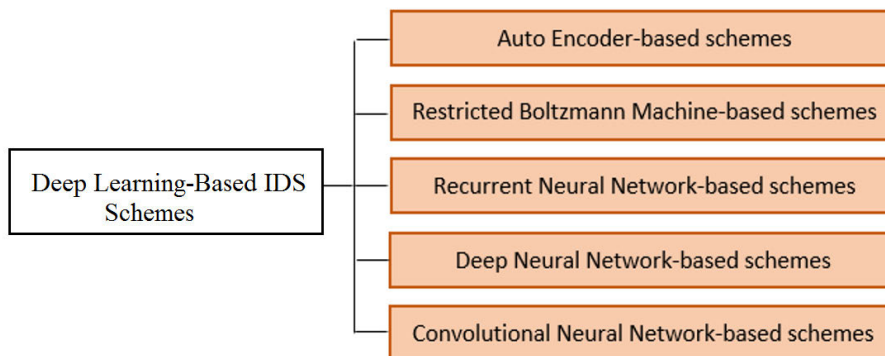 Deep Learning-Based IDS
Schemes
Auto Encoder-based schemes
Restricted Boltzmann Machine-based schemes
Recurrent Neural Network-based schemes
Deep Neural Network-based schemes
Convolutional Neural Network-based schemes